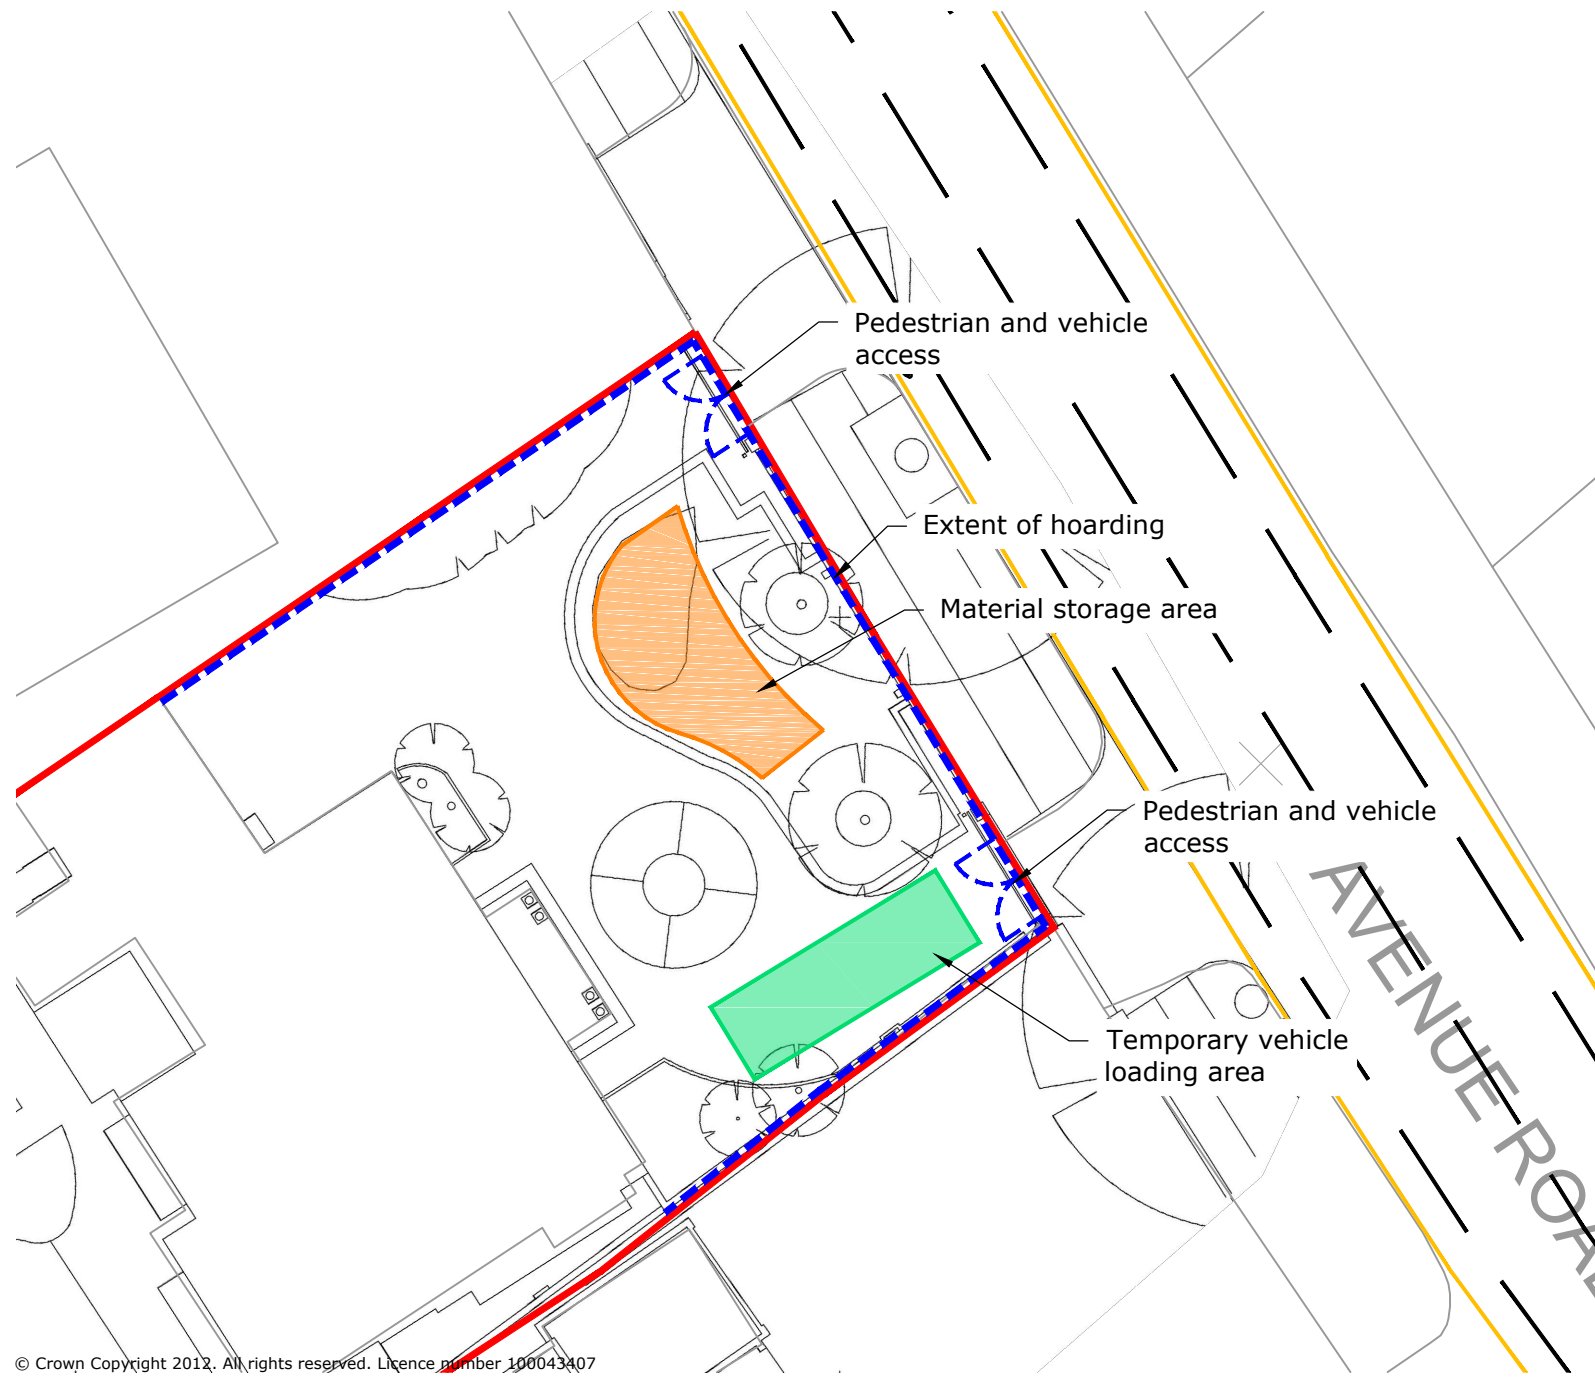 Pedestrian and vehicle
access
Extent of hoarding
Material storage area
Pedestrian and vehicle
access
AVENUE ROAD
Temporary vehicle
loading area
© Crown Copyright 2012. All rights reserved. Licence number 100043407